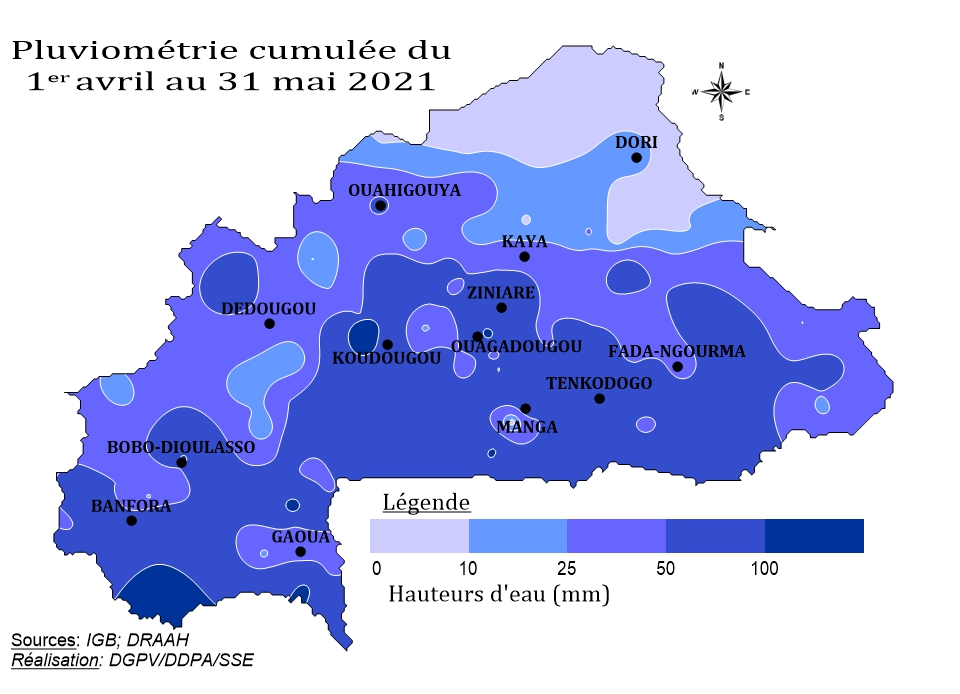 Pluviométrie cumulée du
1er avril au 31 mai 2021
N
W E
S
DORI
OUAHIGOUYA
KAYA
ZINIARE
DEDOUGOU
OUAGADOUGOU
KOUDOUGOU
FADA-NGOURMA
TENKODOGO
MANGA
BOBO-DIOULASSO
BANFORA
GAOUA
Légende
0 10 25 50 100
Hauteurs d'eau (mm)
Sources: IGB; DRAAH
Réalisation: DGPV/DDPA/SSE